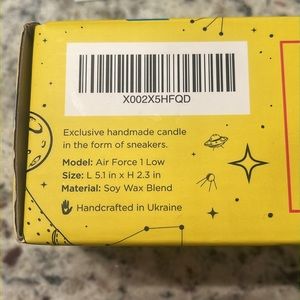 X002X5HFQD
Exclusive handmade candle
in the form of sneakers.
Model: Air Force 1 Low
Size: L 5.1 in x H 2.3 in
Material: Soy Wax Blend
Handcrafted in Ukraine